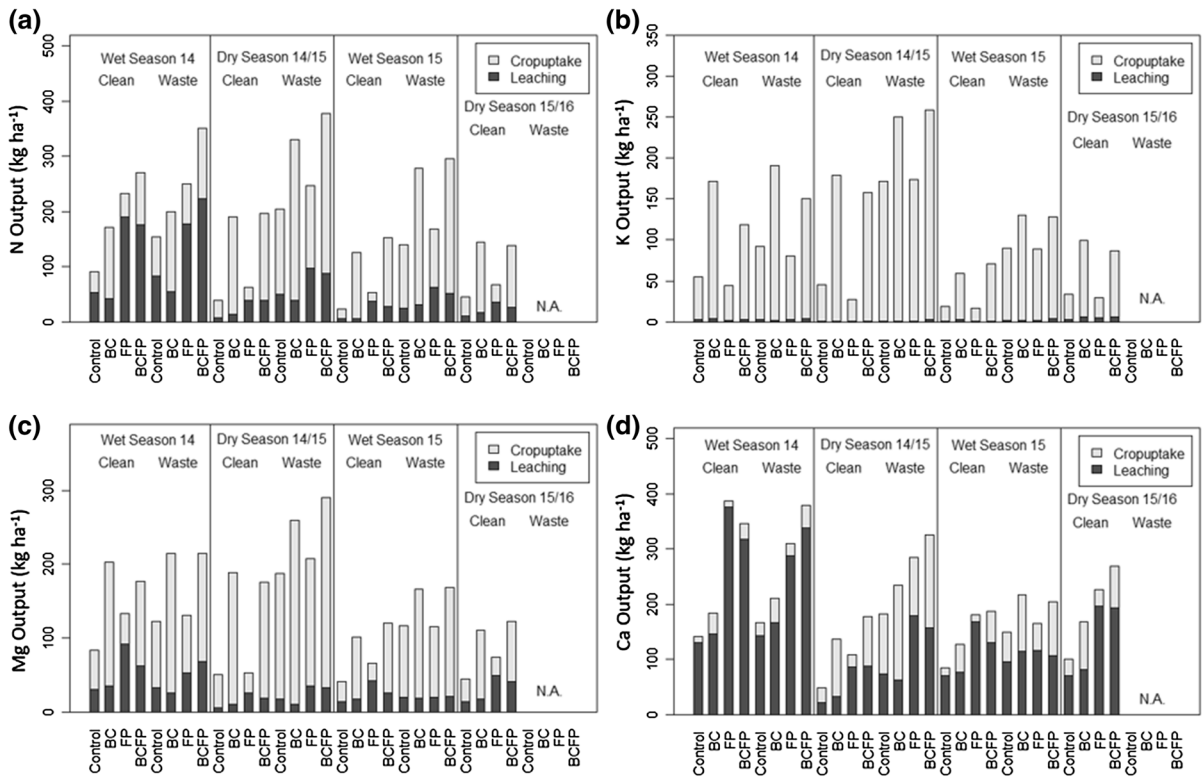 (a)
N Output (kg ha⁻¹)
500
400
300
200
100
0
Wet Season 14
Clean Waste
Dry Season 14/15
Clean Waste
Wet Season 15
Clean Waste
Cropuptake
Leaching
Dry Season 15/16
Clean Waste
N.A.
Control BC FP BCFP Control BC FP BCFP Control BC FP BCFP Control BC FP BCFP Control BC FP BCFP Control BC FP BCFP Control BC FP BCFP Control BC FP BCFP
(b)
K Output (kg ha⁻¹)
350
300
250
200
150
100
50
0
Wet Season 14
Clean Waste
Dry Season 14/15
Clean Waste
Wet Season 15
Clean Waste
Cropuptake
Leaching
Dry Season 15/16
Clean Waste
N.A.
Control BC FP BCFP Control BC FP BCFP Control BC FP BCFP Control BC FP BCFP Control BC FP BCFP Control BC FP BCFP Control BC FP BCFP Control BC FP BCFP
(c)
Mg Output (kg ha⁻¹)
300
200
100
0
Wet Season 14
Clean Waste
Dry Season 14/15
Clean Waste
Wet Season 15
Clean Waste
Cropuptake
Leaching
Dry Season 15/16
Clean Waste
N.A.
Control BC FP BCFP Control BC FP BCFP Control BC FP BCFP Control BC FP BCFP Control BC FP BCFP Control BC FP BCFP Control BC FP BCFP Control BC FP BCFP
(d)
Ca Output (kg ha⁻¹)
500
400
300
200
100
0
Wet Season 14
Clean Waste
Dry Season 14/15
Clean Waste
Wet Season 15
Clean Waste
Cropuptake
Leaching
Dry Season 15/16
Clean Waste
N.A.
Control BC FP BCFP Control BC FP BCFP Control BC FP BCFP Control BC FP BCFP Control BC FP BCFP Control BC FP BCFP Control BC FP BCFP Control BC FP BCFP